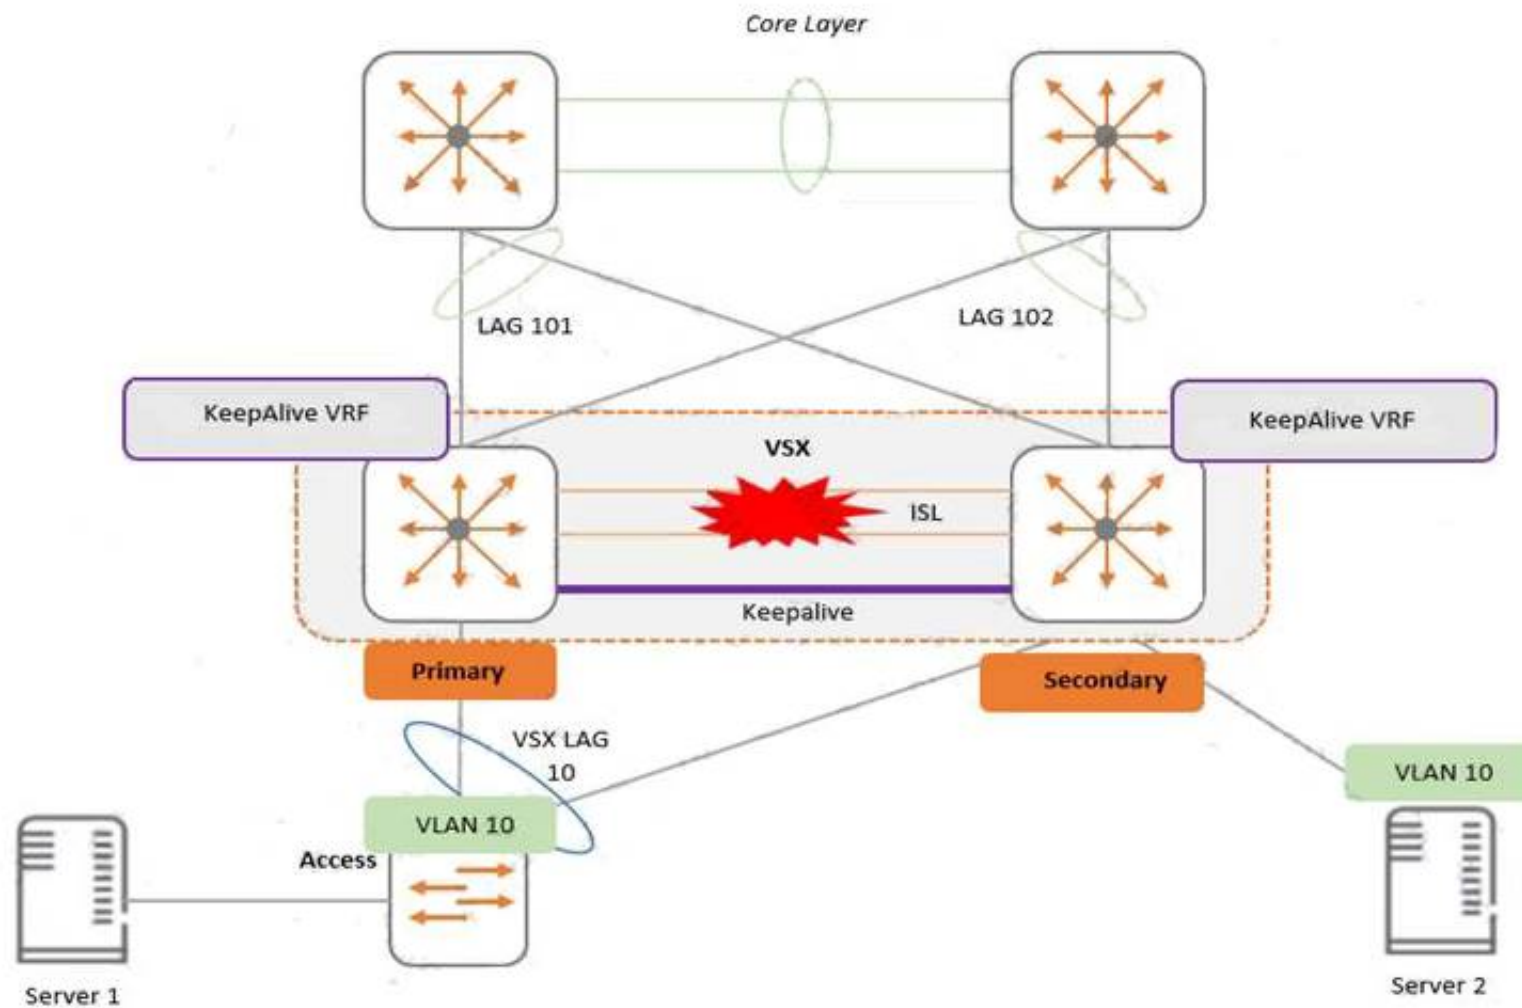 Core Layer
LAG 101
LAG 102
KeepAlive VRF
KeepAlive VRF
VSX
ISL
Keepalive
Primary
Secondary
VSX LAG
10
VLAN 10
VLAN 10
Access
Server 1
Server 2